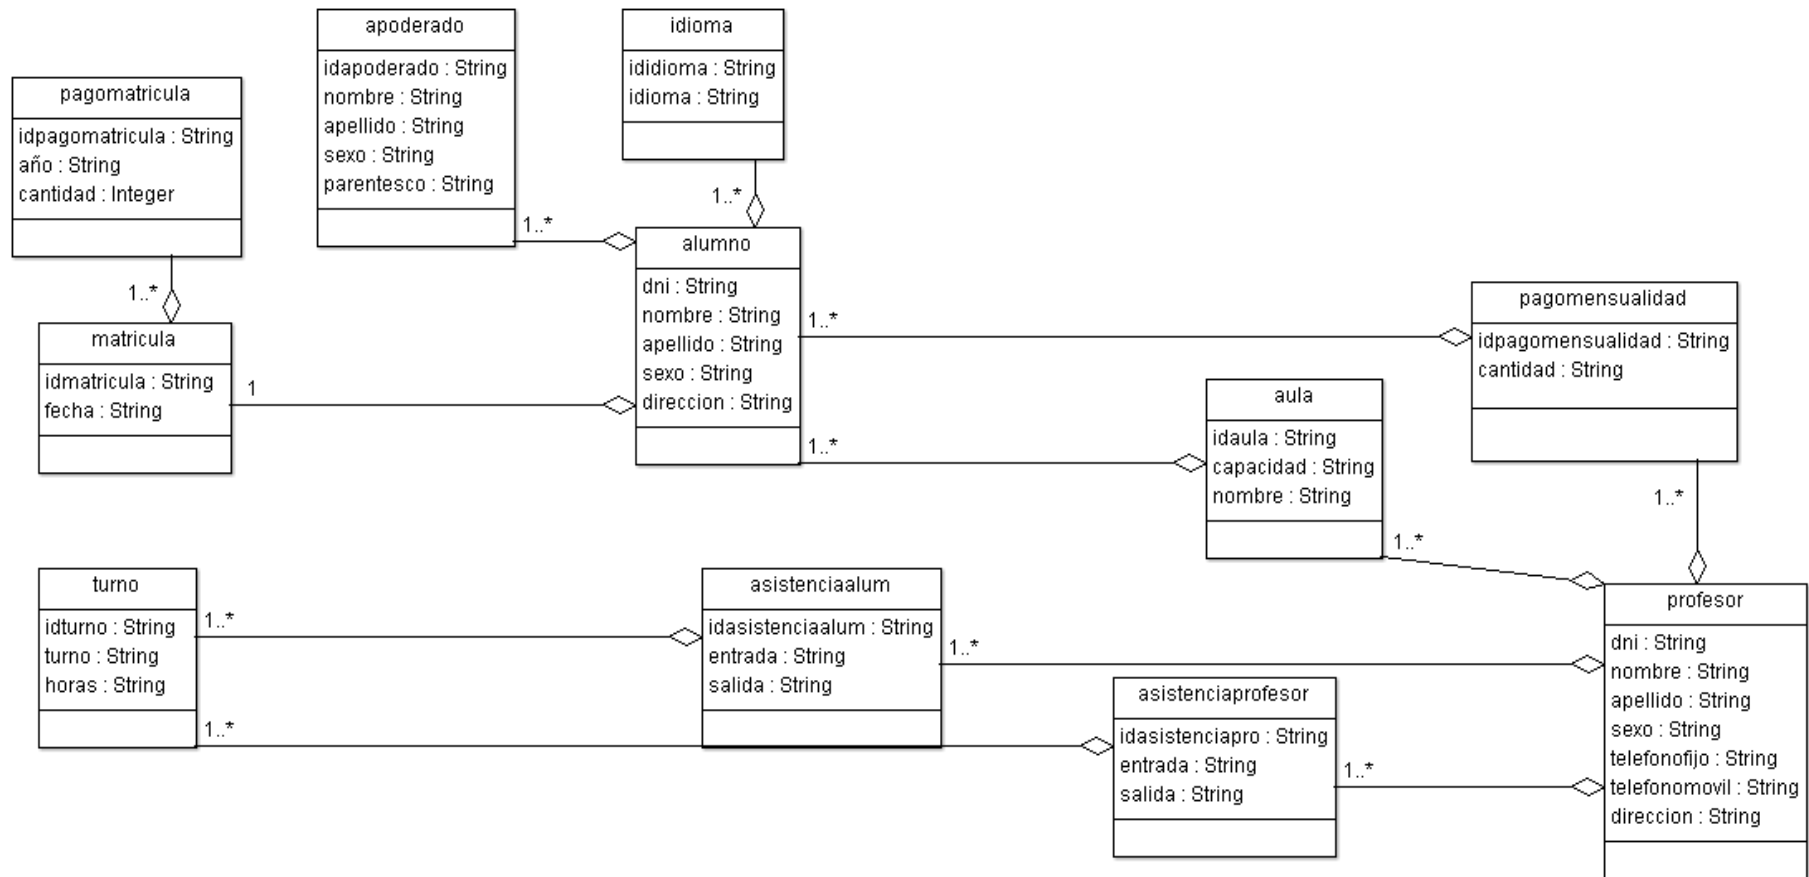 apoderado
idapoderado : String
nombre : String
apellido : String
sexo : String
parentesco : String
1..*
idioma
ididioma : String
idioma : String
1..*
pagomatricula
idpagomatricula : String
año : String
cantidad : Integer
1..*
matricula
idmatricula : String
fecha : String
1
alumno
dni : String
nombre : String
apellido : String
sexo : String
direccion : String
1..*
1..*
pagomensualidad
idpagomensualidad : String
cantidad : String
1..*
aula
idaula : String
capacidad : String
nombre : String
1..*
turno
idturno : String
turno : String
horas : String
1..*
1..*
asistenciaalum
idasistenciaalum : String
entrada : String
salida : String
1..*
asistenciaprofesor
idasistenciapro : String
entrada : String
salida : String
1..*
profesor
dni : String
nombre : String
apellido : String
sexo : String
telefonofijo : String
telefonomovil : String
direccion : String